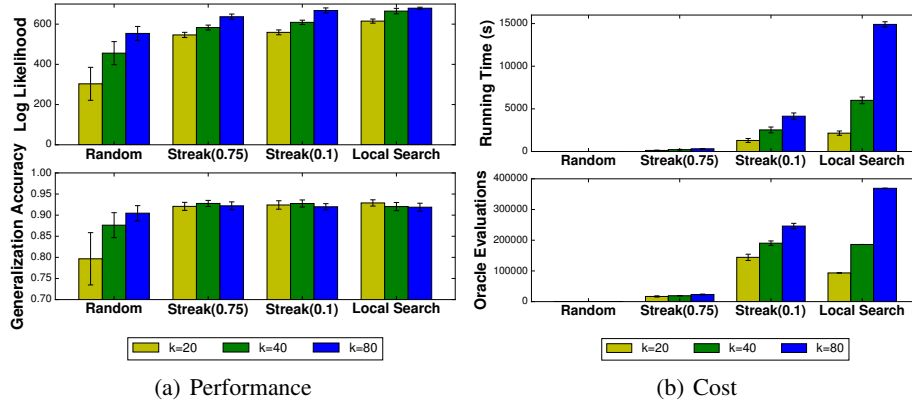 Log Likelihood
600
400
200
0
Random
Streak(0.75)
Streak(0.1)
Local Search
Generalization Accuracy
1.00
0.95
0.90
0.85
0.80
0.75
0.70
Random
Streak(0.75)
Streak(0.1)
Local Search
k=20
k=40
k=80
(a) Performance
Running Time (s)
15000
10000
5000
0
Random
Streak(0.75)
Streak(0.1)
Local Search
Oracle Evaluations
400000
300000
200000
100000
0
Random
Streak(0.75)
Streak(0.1)
Local Search
k=20
k=40
k=80
(b) Cost